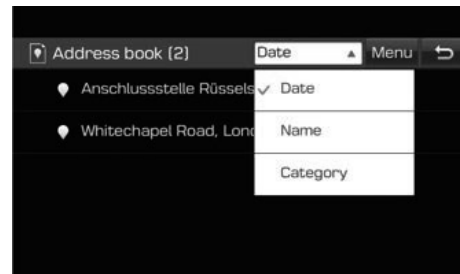 Address book (2) Date Menu
Anschlussstelle Rüssels Date
Whitechapel Road, Lond Name
Category